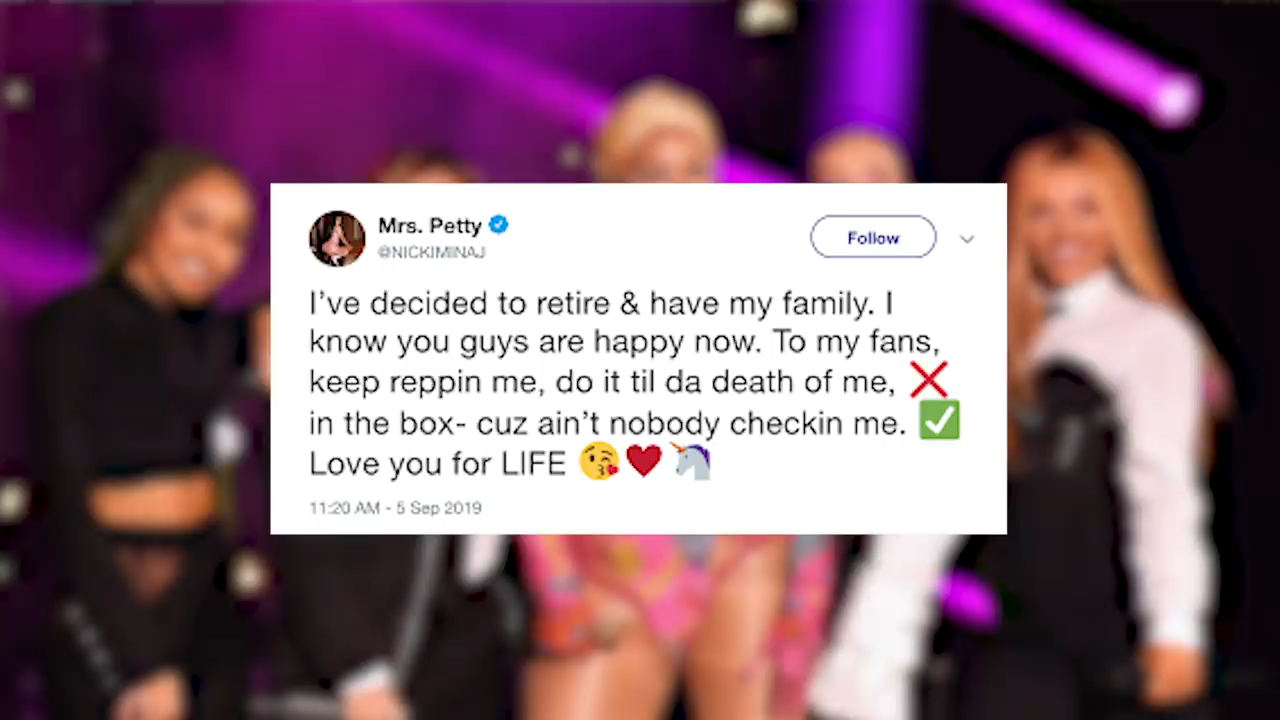 Mrs. Petty
@NICKIMINAJ
Follow
I’ve decided to retire & have my family. I
know you guys are happy now. To my fans,
keep reppin me, do it til da death of me, ❌
in the box- cuz ain’t nobody checkin me. ✅
Love you for LIFE 😘❤️🦄
11:20 AM - 5 Sep 2019